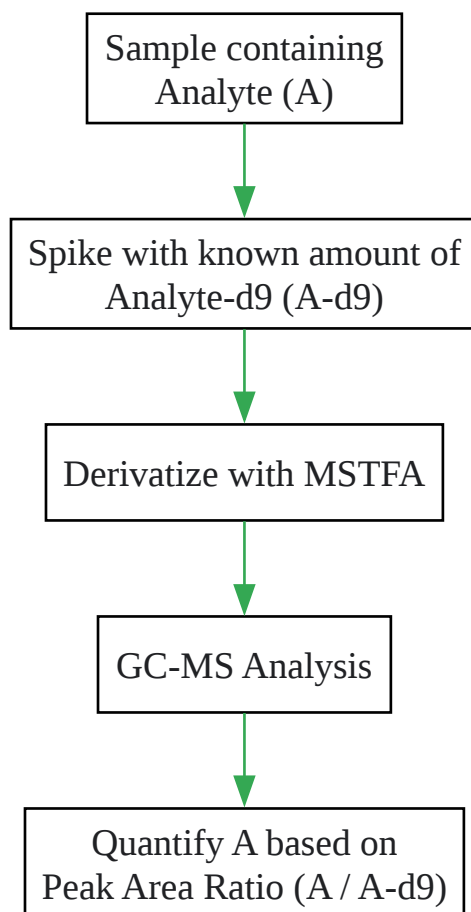 Sample containing
Analyte (A)
Spike with known amount of
Analyte-d9 (A-d9)
Derivatize with MSTFA
GC-MS Analysis
Quantify A based on
Peak Area Ratio (A / A-d9)